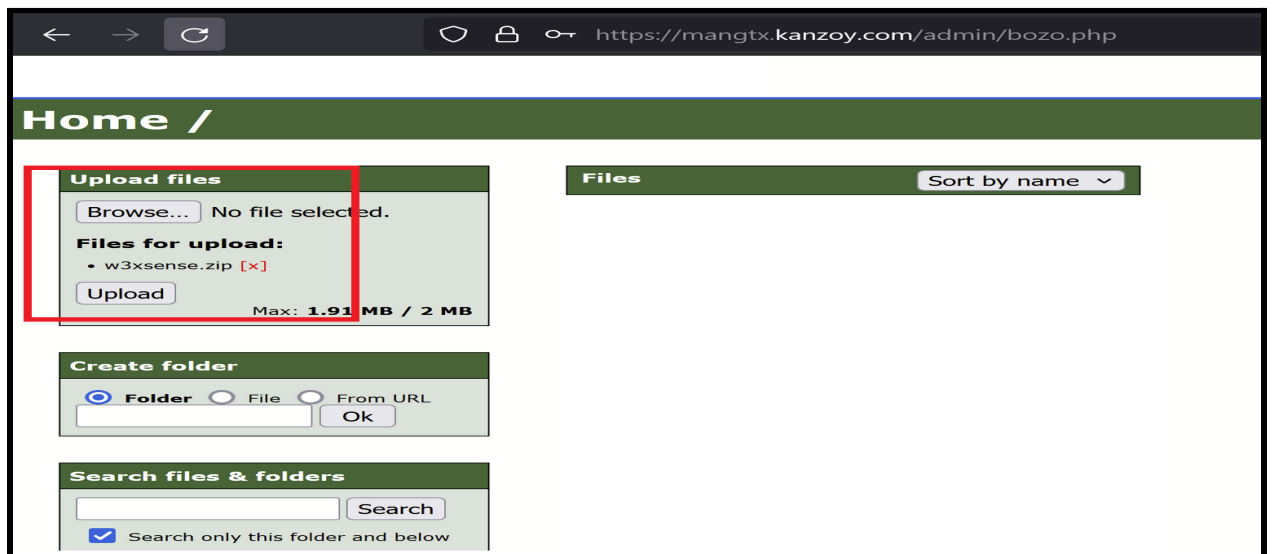 https://mangtx.kanzoy.com/admin/bozo.php
Home /
Upload files
Browse... No file selected.
Files for upload:
• w3xsense.zip [x]
Upload
Max: 1.91 MB / 2 MB
Create folder
Folder File From URL
Ok
Search files & folders
Search
Search only this folder and below
Files
Sort by name